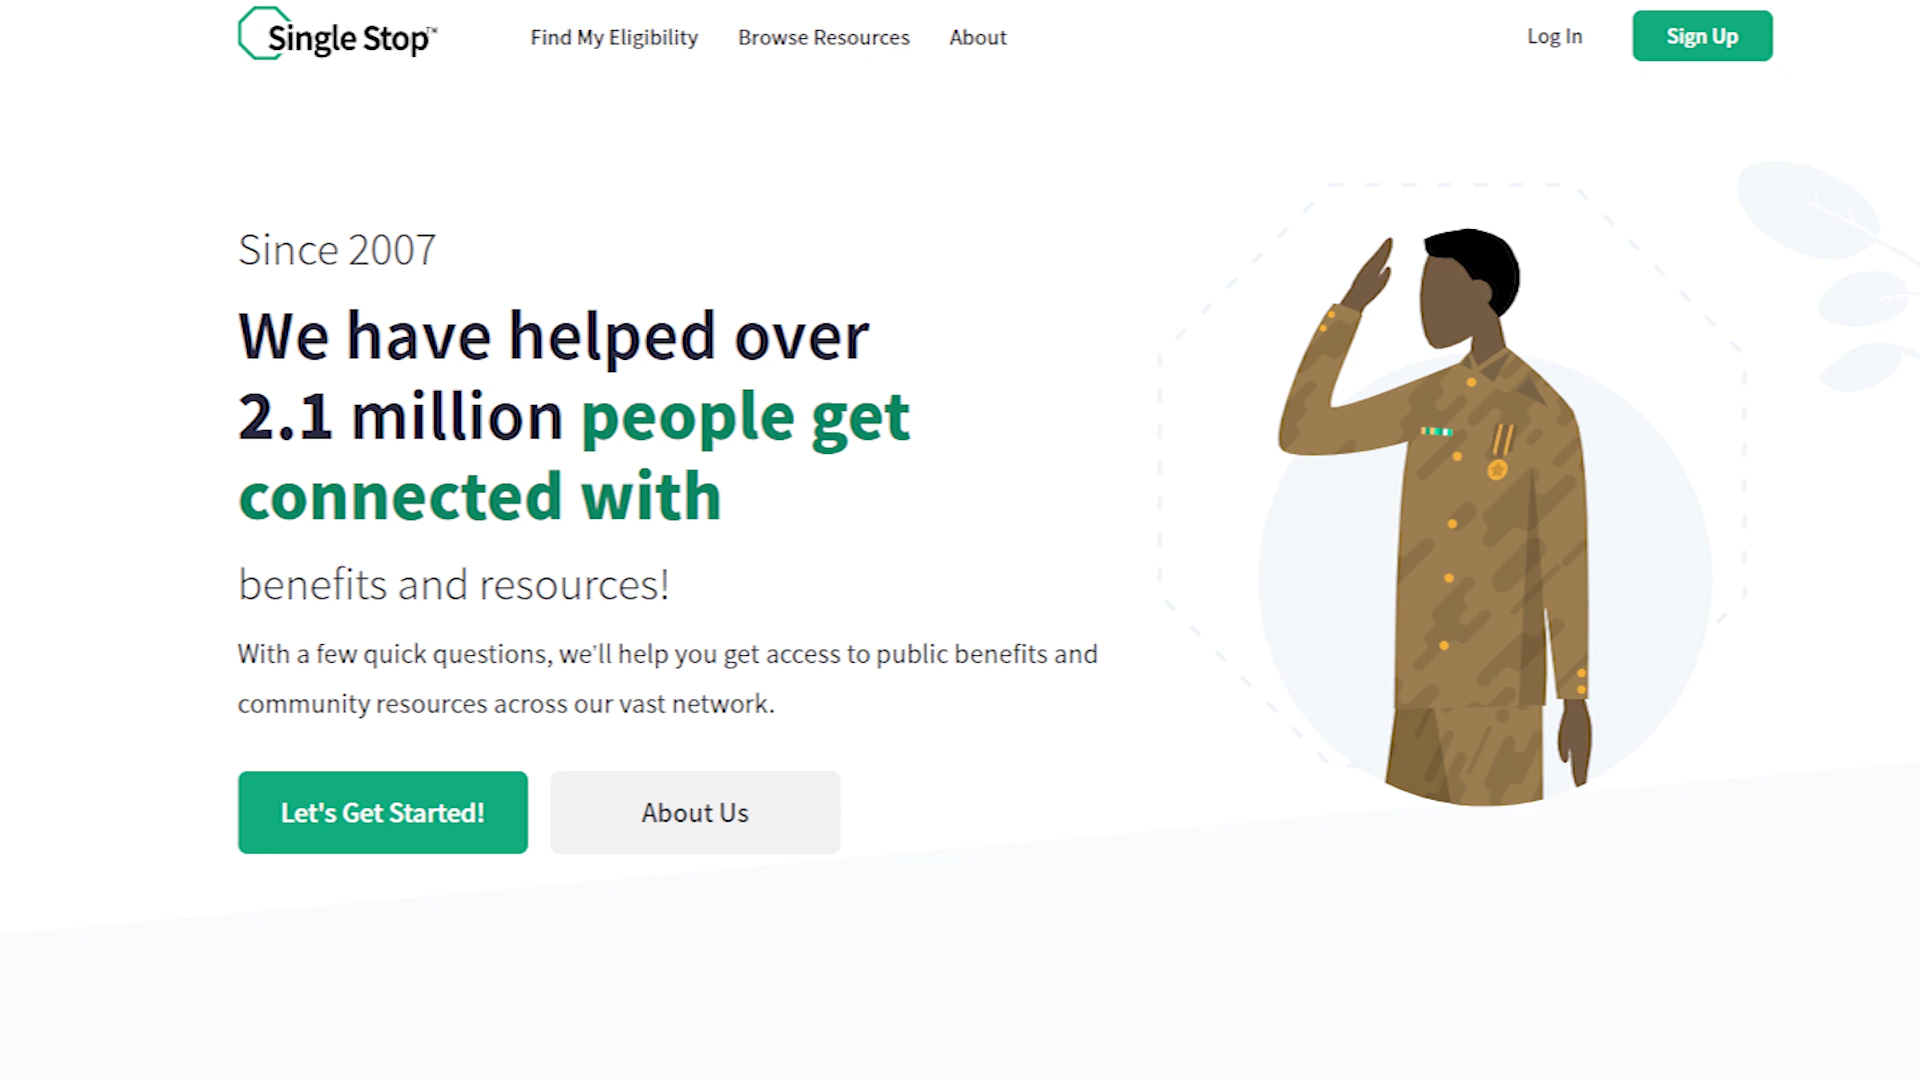 Single Stop™
Find My Eligibility
Browse Resources
About
Log In
Sign Up
Since 2007
We have helped over
2.1 million people get
connected with
benefits and resources!
With a few quick questions, we'll help you get access to public benefits and
community resources across our vast network.
Let's Get Started!
About Us